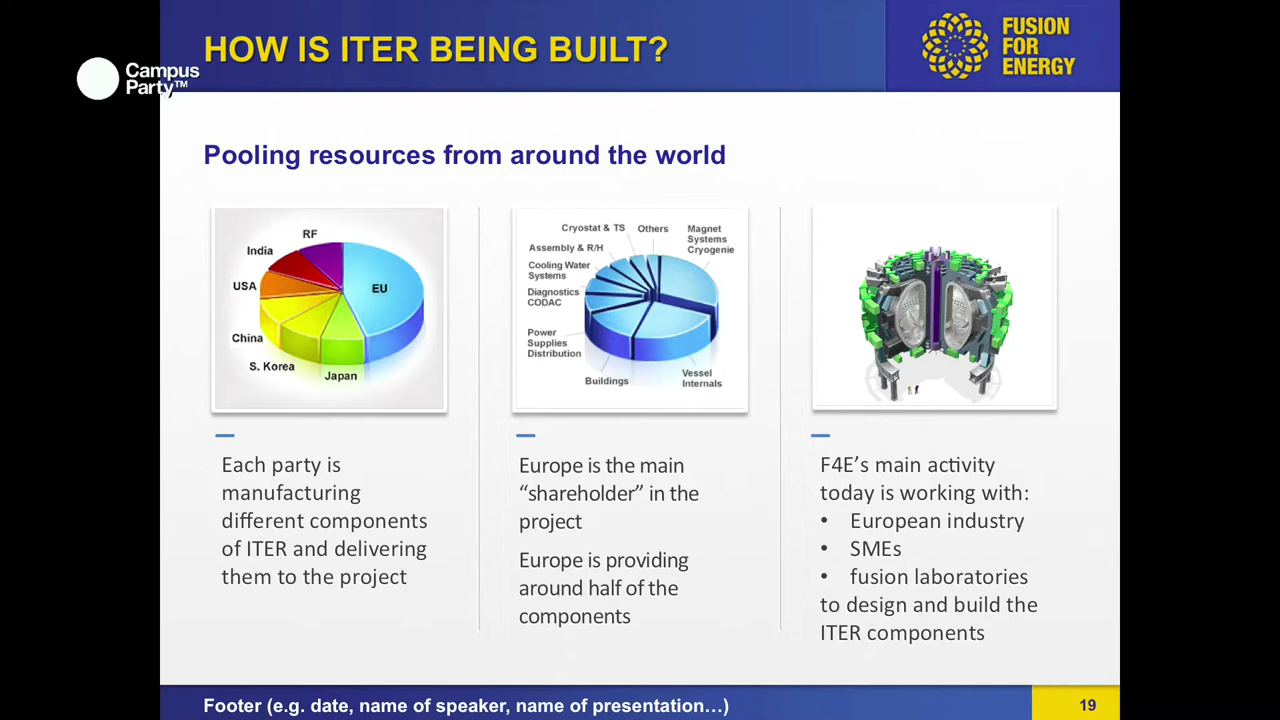 HOW IS ITER BEING BUILT?
FUSION
FOR
ENERGY
Campus
Party™
Pooling resources from around the world
RF
India
USA
EU
China
S. Korea
Japan
Cryostat & TS
Others
Magnet
Systems
Cryogenie
Assembly & R/H
Cooling Water
Systems
Diagnostics
CODAC
Power
Supplies
Distribution
Buildings
Vessel
Internals
Each party is
manufacturing
different components
of ITER and delivering
them to the project
Europe is the main
“shareholder” in the
project
Europe is providing
around half of the
components
F4E’s main activity
today is working with:
• European industry
• SMEs
• fusion laboratories
to design and build the
ITER components
Footer (e.g. date, name of speaker, name of presentation…)
19